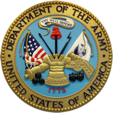 DEPARTMENT OF THE ARMY
UNITED STATES OF AMERICA
1775